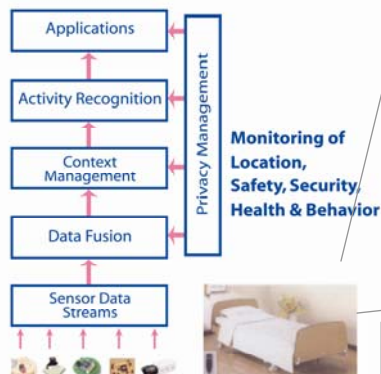 Applications
Activity Recognition
Context
Management
Data Fusion
Sensor Data
Streams
Privacy Management
Monitoring of
Location,
Safety, Security,
Health & Behavior